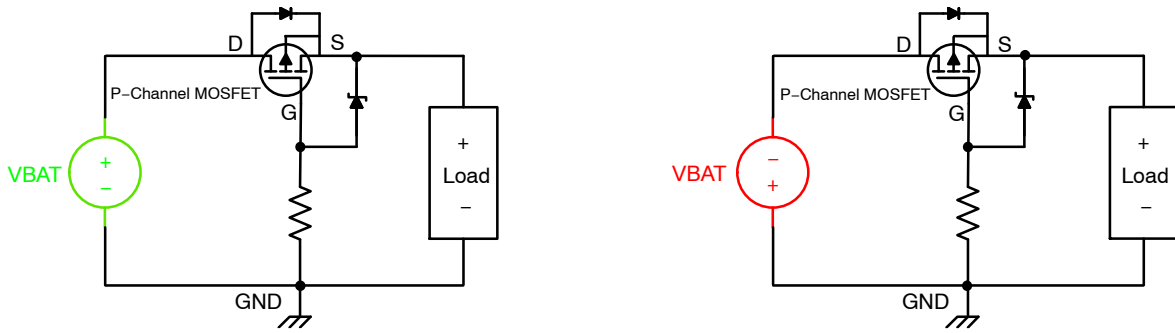 D
S
P−Channel MOSFET
G
+
+
VBAT
−
Load
−
GND
D
S
P−Channel MOSFET
G
−
+
VBAT
+
Load
−
GND